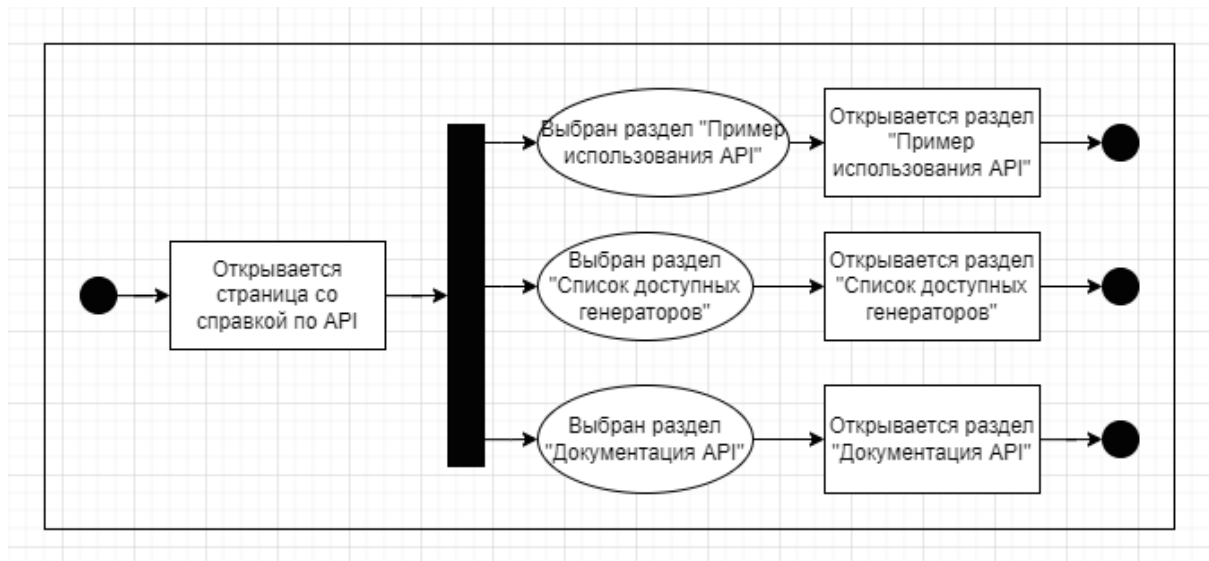 Открывается
страница со
справкой по API
Выбран раздел "Пример
использования API"
Открывается раздел
"Пример
использования API"
Выбран раздел
"Список доступных
генераторов"
Открывается раздел
"Список доступных
генераторов"
Выбран раздел
"Документация API"
Открывается раздел
"Документация API"